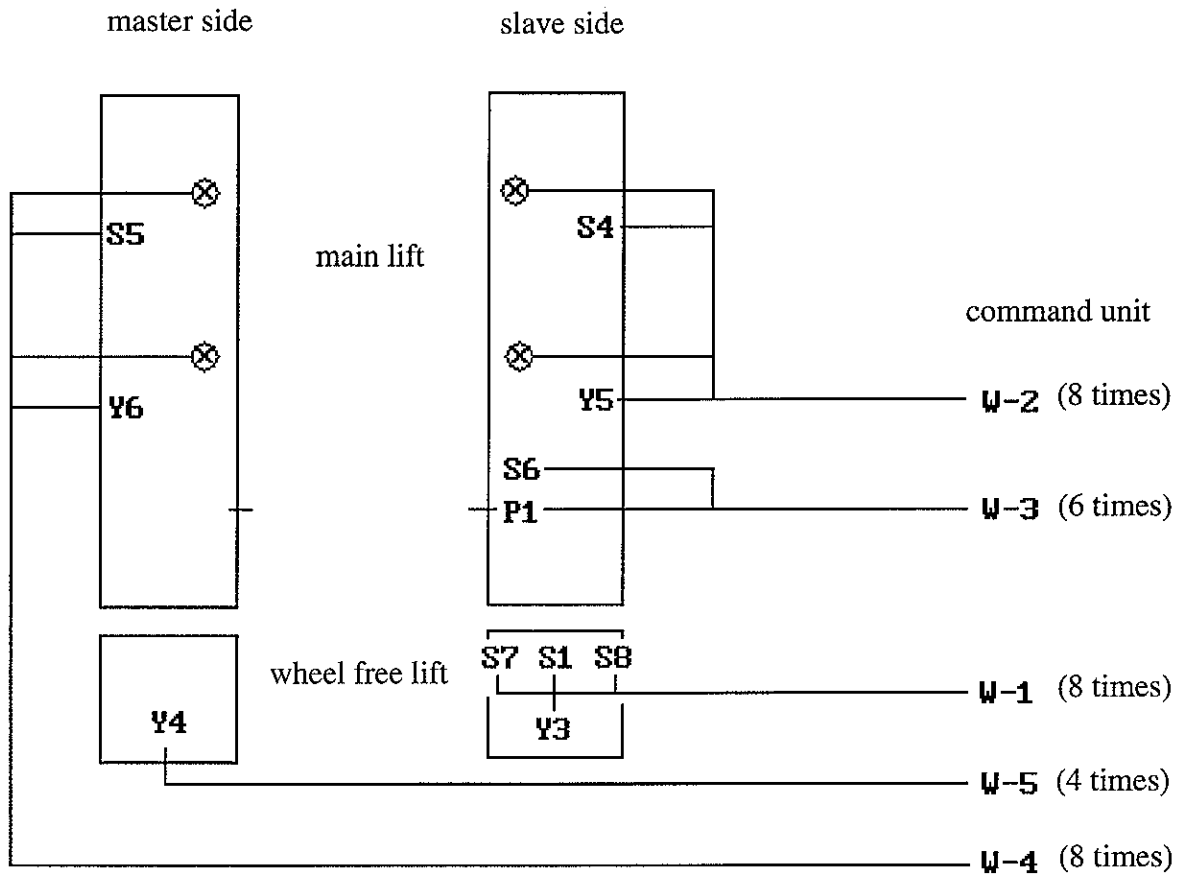 master side
slave side
S5
S4
main lift
command unit
Y6
Y5
W-2 (8 times)
S6
P1
W-3 (6 times)
wheel free lift
S7 S1 S8
W-1 (8 times)
Y4
Y3
W-5 (4 times)
W-4 (8 times)